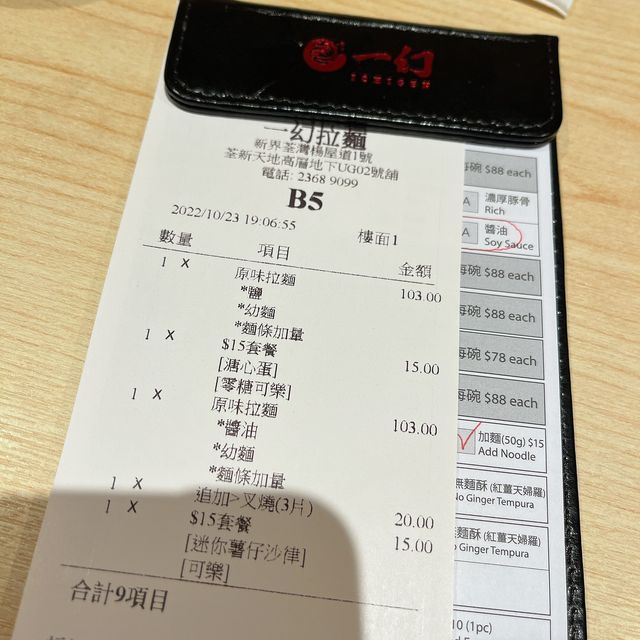 一幻
ICHIGEN
一幻拉麵
新界荃灣楊屋道1號
荃新天地高層地下UG02號舖
電話: 2368 9099
B5
2022/10/23 19:06:55 樓面1
數量 項目 金額
1 X 原味拉麵 103.00
*鹽
*幼麵
*麵條加量
1 X $15套餐 15.00
[溏心蛋]
[零糖可樂]
1 X 原味拉麵 103.00
*醬油
*幼麵
*麵條加量
1 X 追加>叉燒(3片) 20.00
1 X $15套餐 15.00
[迷你薯仔沙律]
[可樂]
合計9項目
每碗 $88 each
A 濃厚豚骨
Rich
A 醬油
Soy Sauce
每碗 $88 each
每碗 $88 each
每碗 $78 each
每碗 $88 each
加麵(50g) $15
Add Noodle
無麵酥 (紅薑天婦羅)
No Ginger Tempura
無麵酥 (紅薑天婦羅)
No Ginger Tempura
10 (1pc)